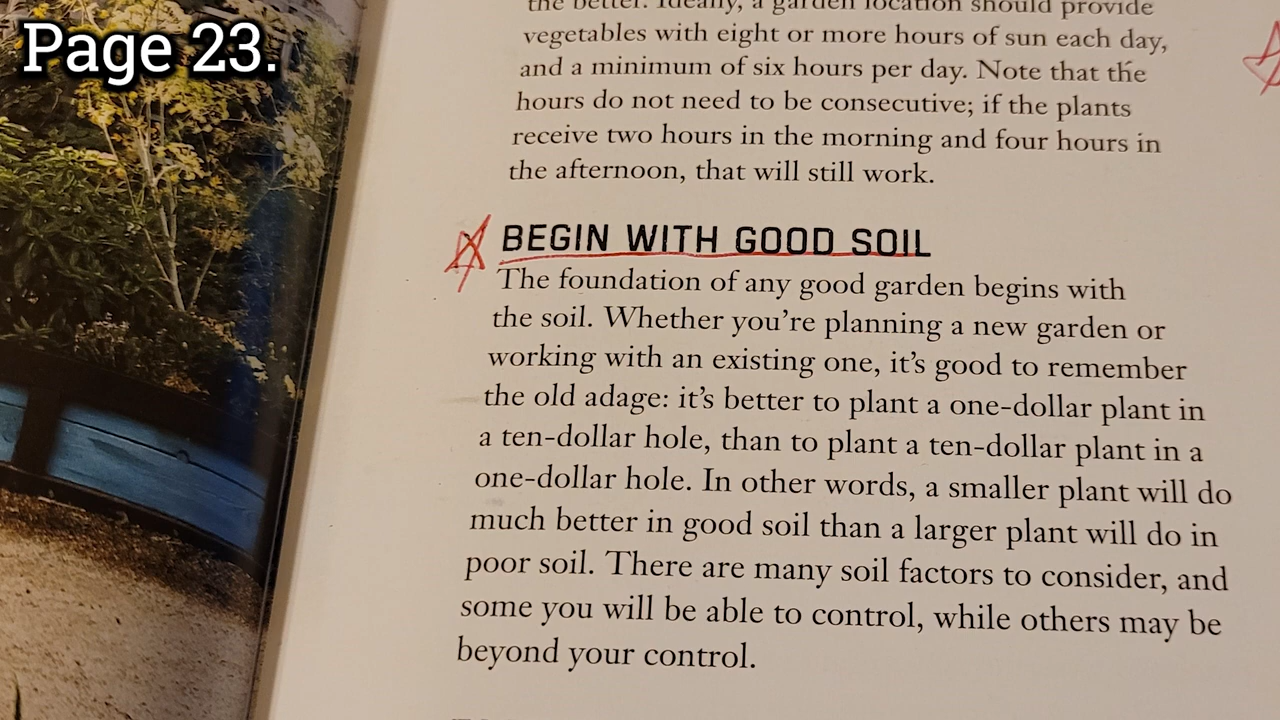 Page 23.
the better. Ideally, a garden location should provide
vegetables with eight or more hours of sun each day,
and a minimum of six hours per day. Note that the
hours do not need to be consecutive; if the plants
receive two hours in the morning and four hours in
the afternoon, that will still work.
BEGIN WITH GOOD SOIL
The foundation of any good garden begins with
the soil. Whether you're planning a new garden or
working with an existing one, it's good to remember
the old adage: it's better to plant a one-dollar plant in
a ten-dollar hole, than to plant a ten-dollar plant in a
one-dollar hole. In other words, a smaller plant will do
much better in good soil than a larger plant will do in
poor soil. There are many soil factors to consider, and
some you will be able to control, while others may be
beyond your control.